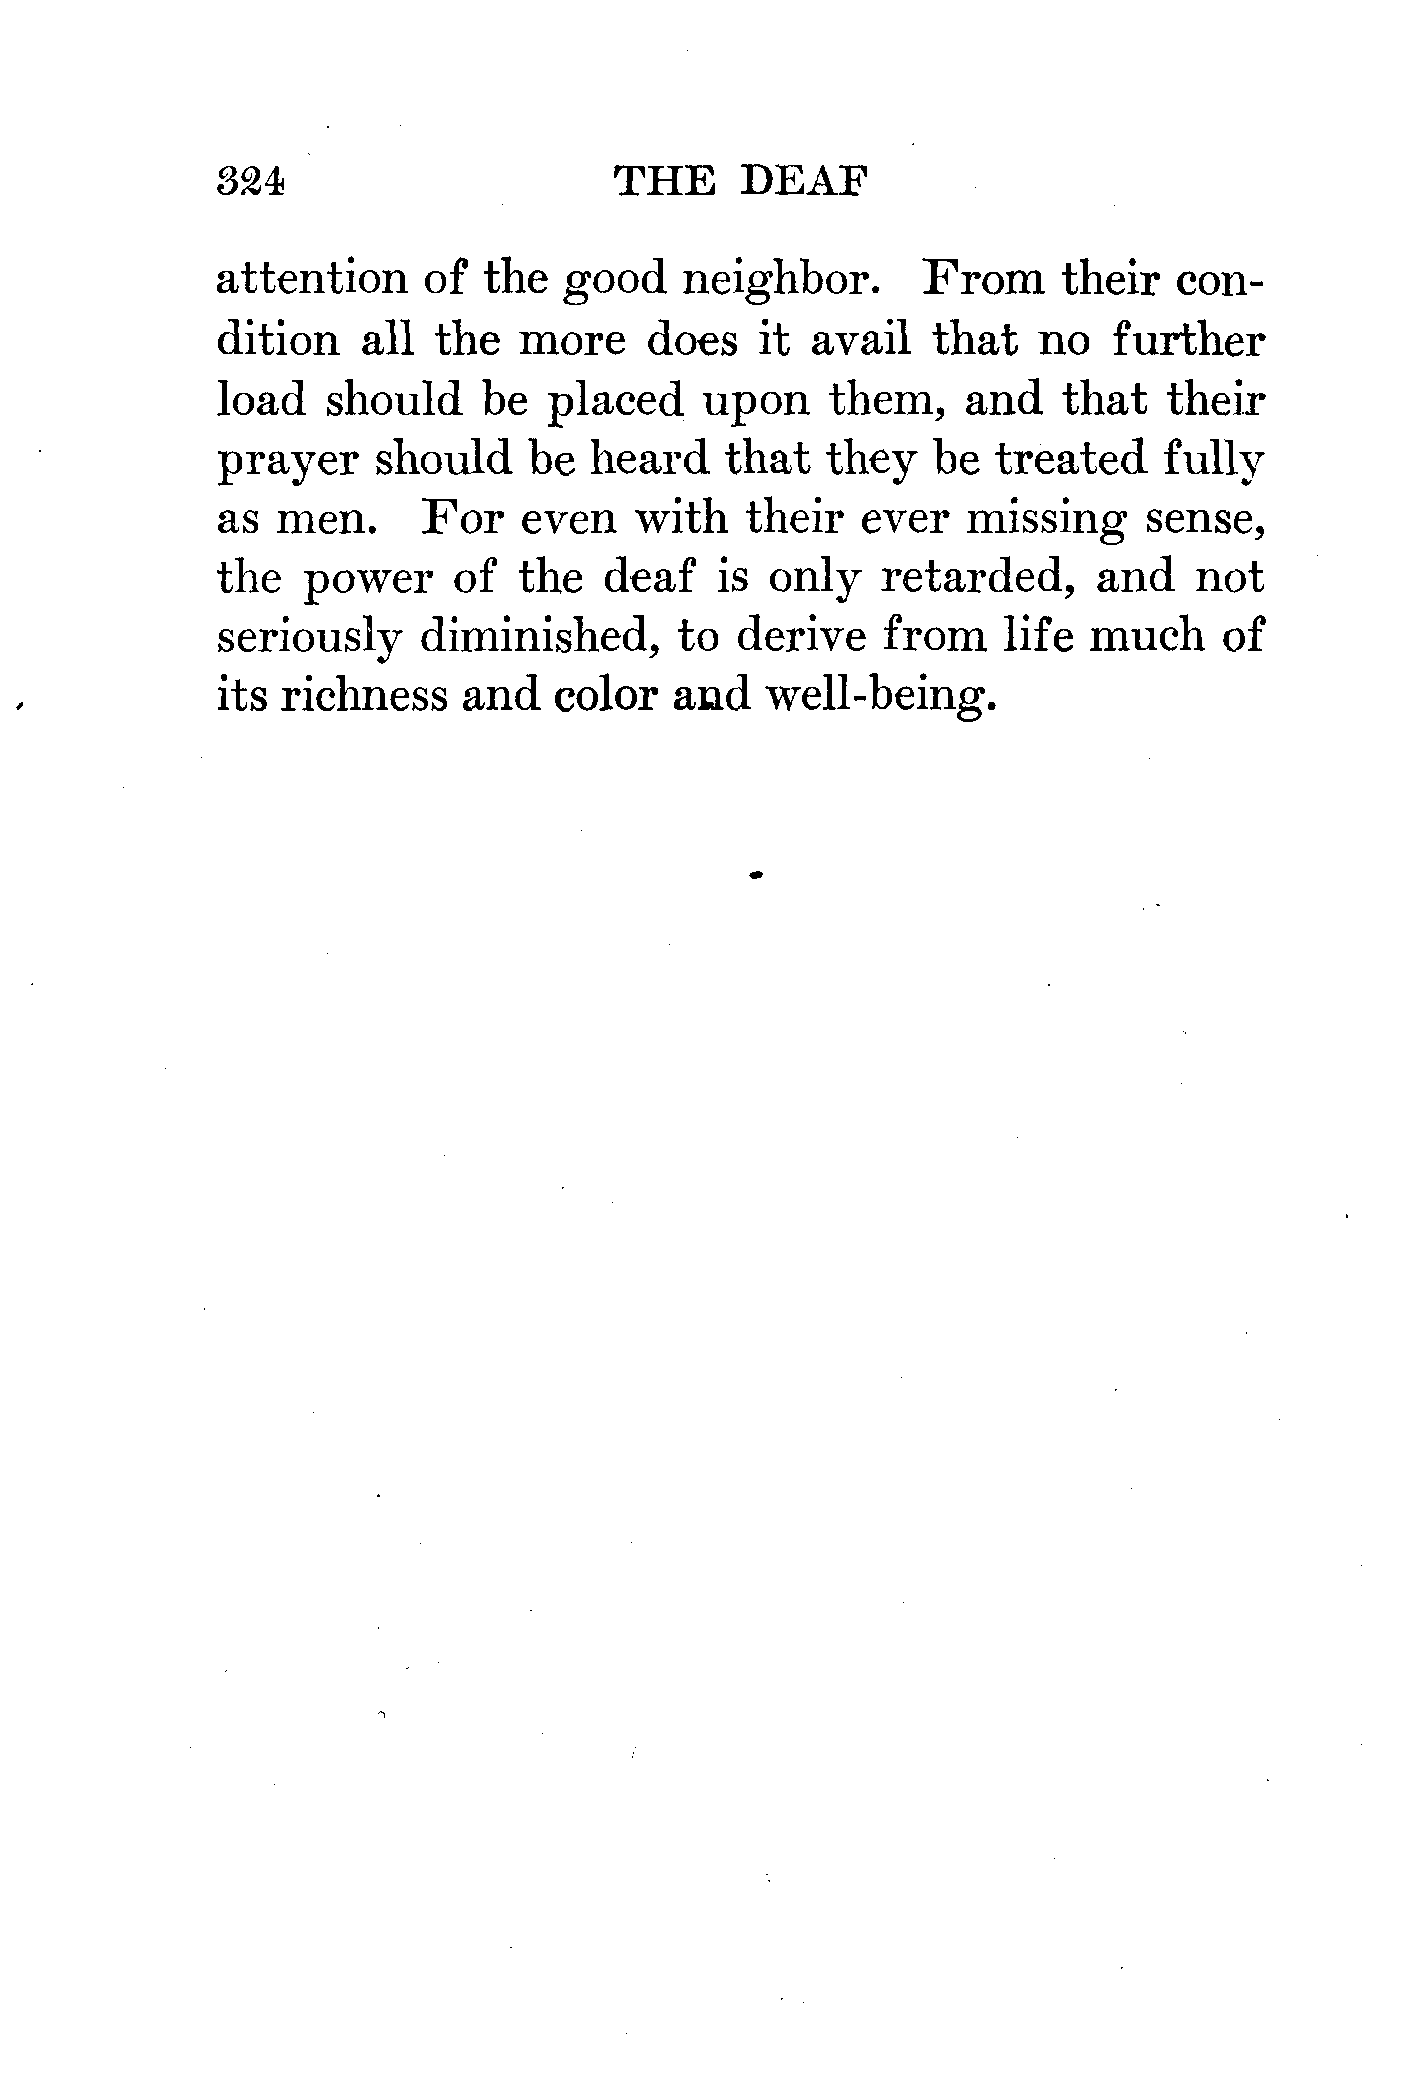 324 THE DEAF
attention of the good neighbor. From their con-
dition all the more does it avail that no further
load should be placed upon them, and that their
prayer should be heard that they be treated fully
as men. For even with their ever missing sense,
the power of the deaf is only retarded, and not
seriously diminished, to derive from life much of
its richness and color and well-being.